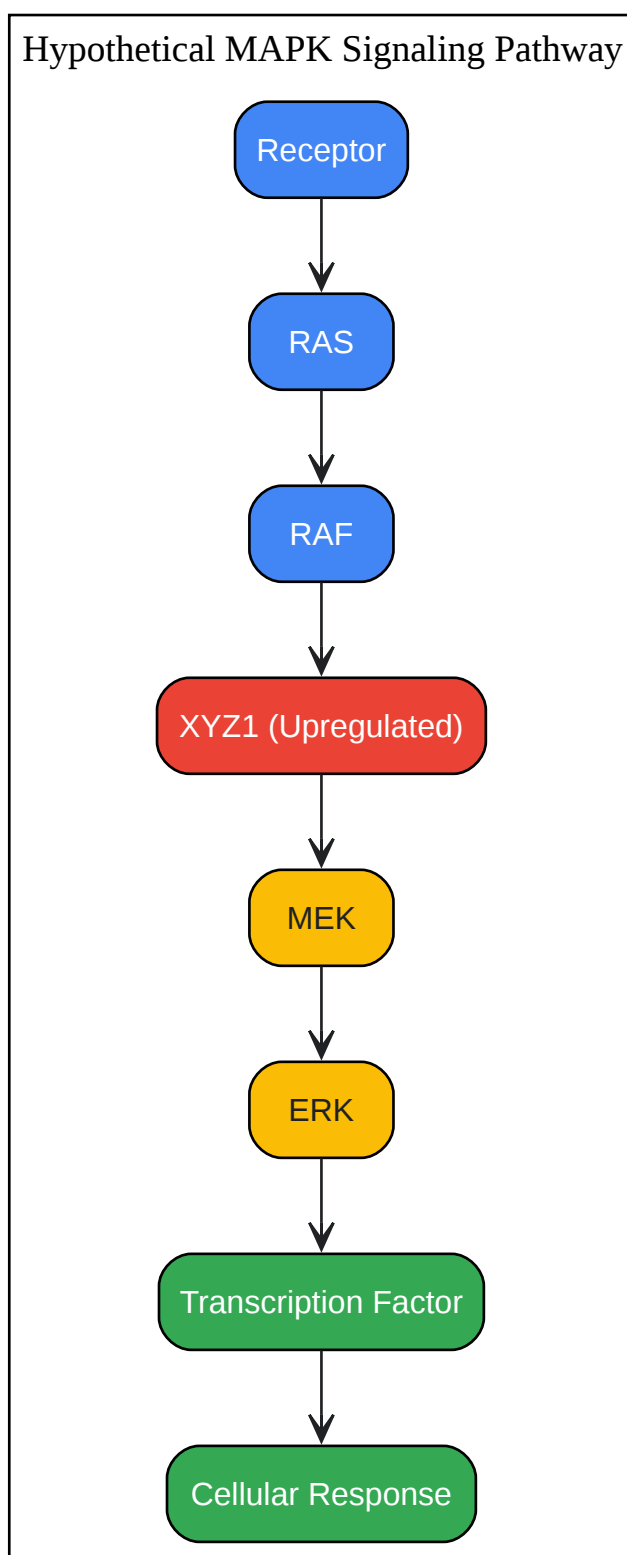 Hypothetical MAPK Signaling Pathway
Receptor
RAS
RAF
XYZ1 (Upregulated)
MEK
ERK
Transcription Factor
Cellular Response